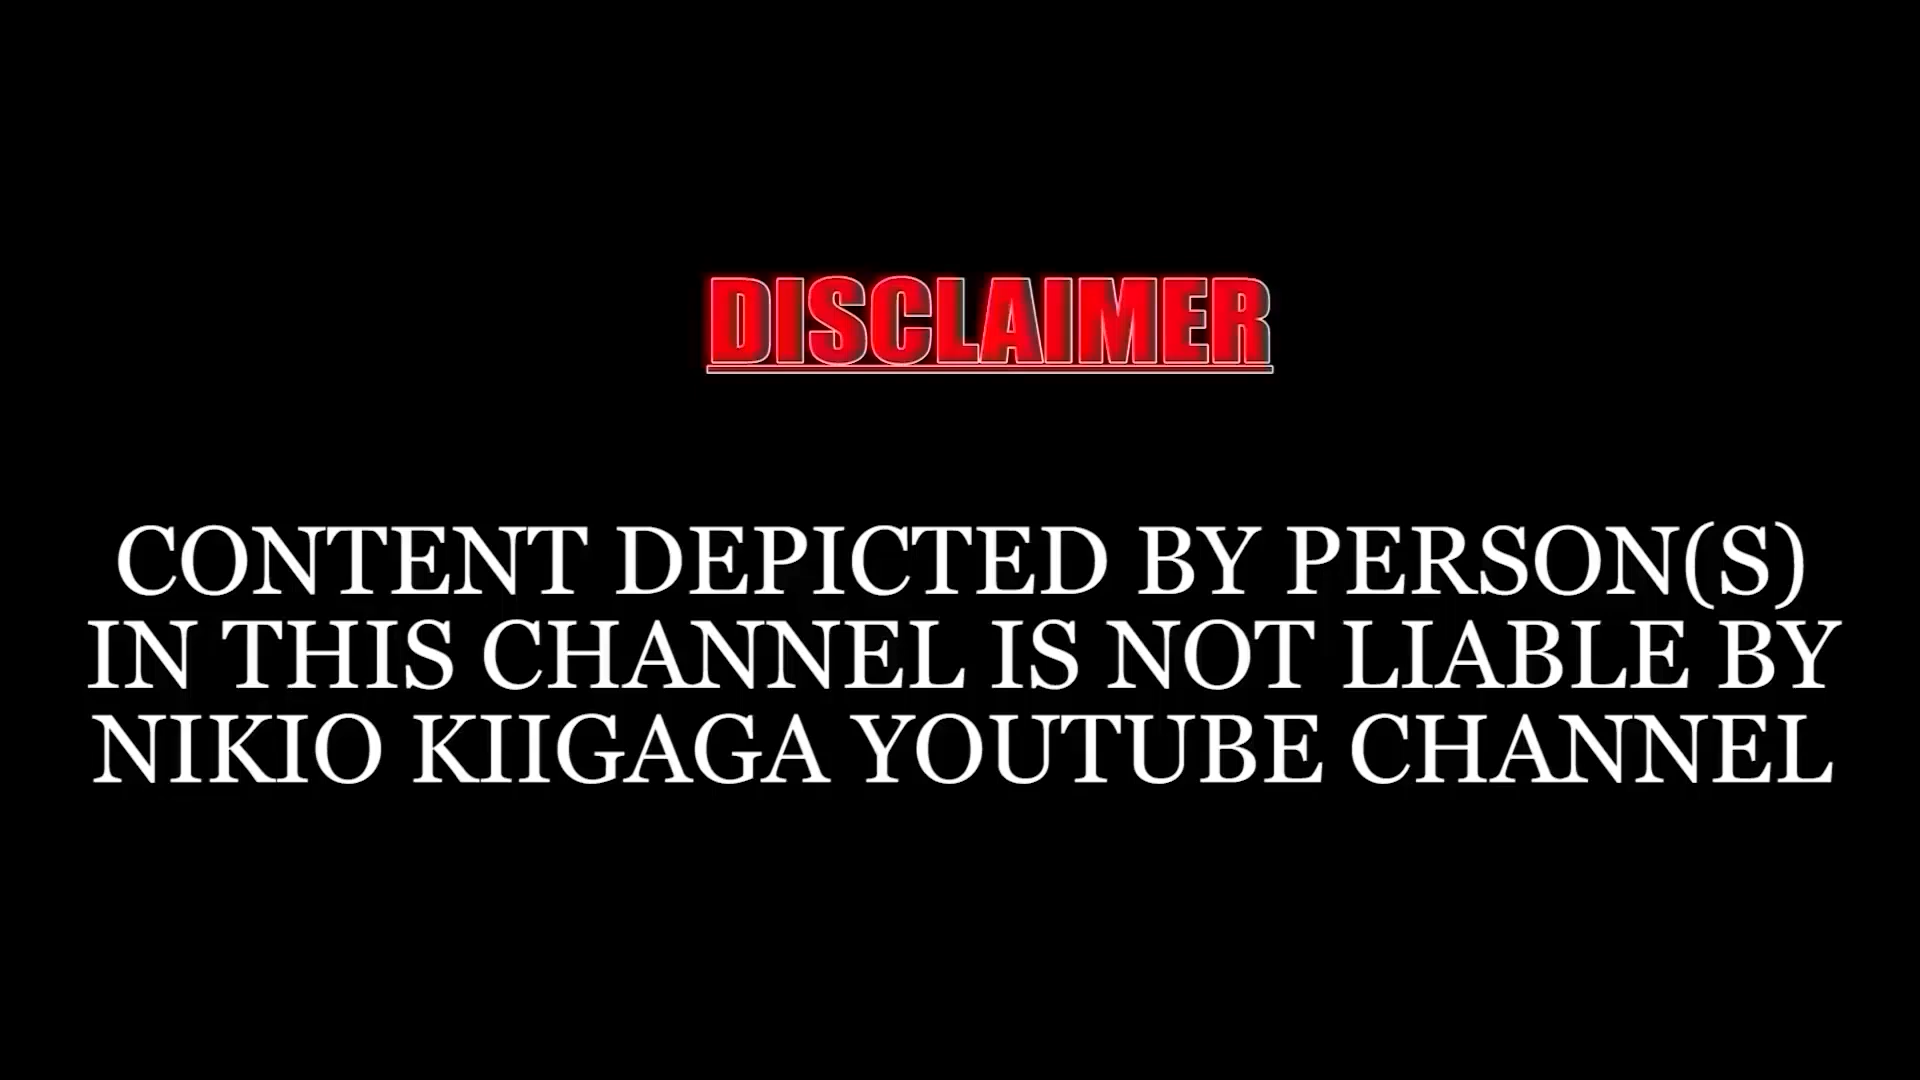 DISCLAIMER
CONTENT DEPICTED BY PERSON(S)
IN THIS CHANNEL IS NOT LIABLE BY
NIKIO KIIGAGA YOUTUBE CHANNEL